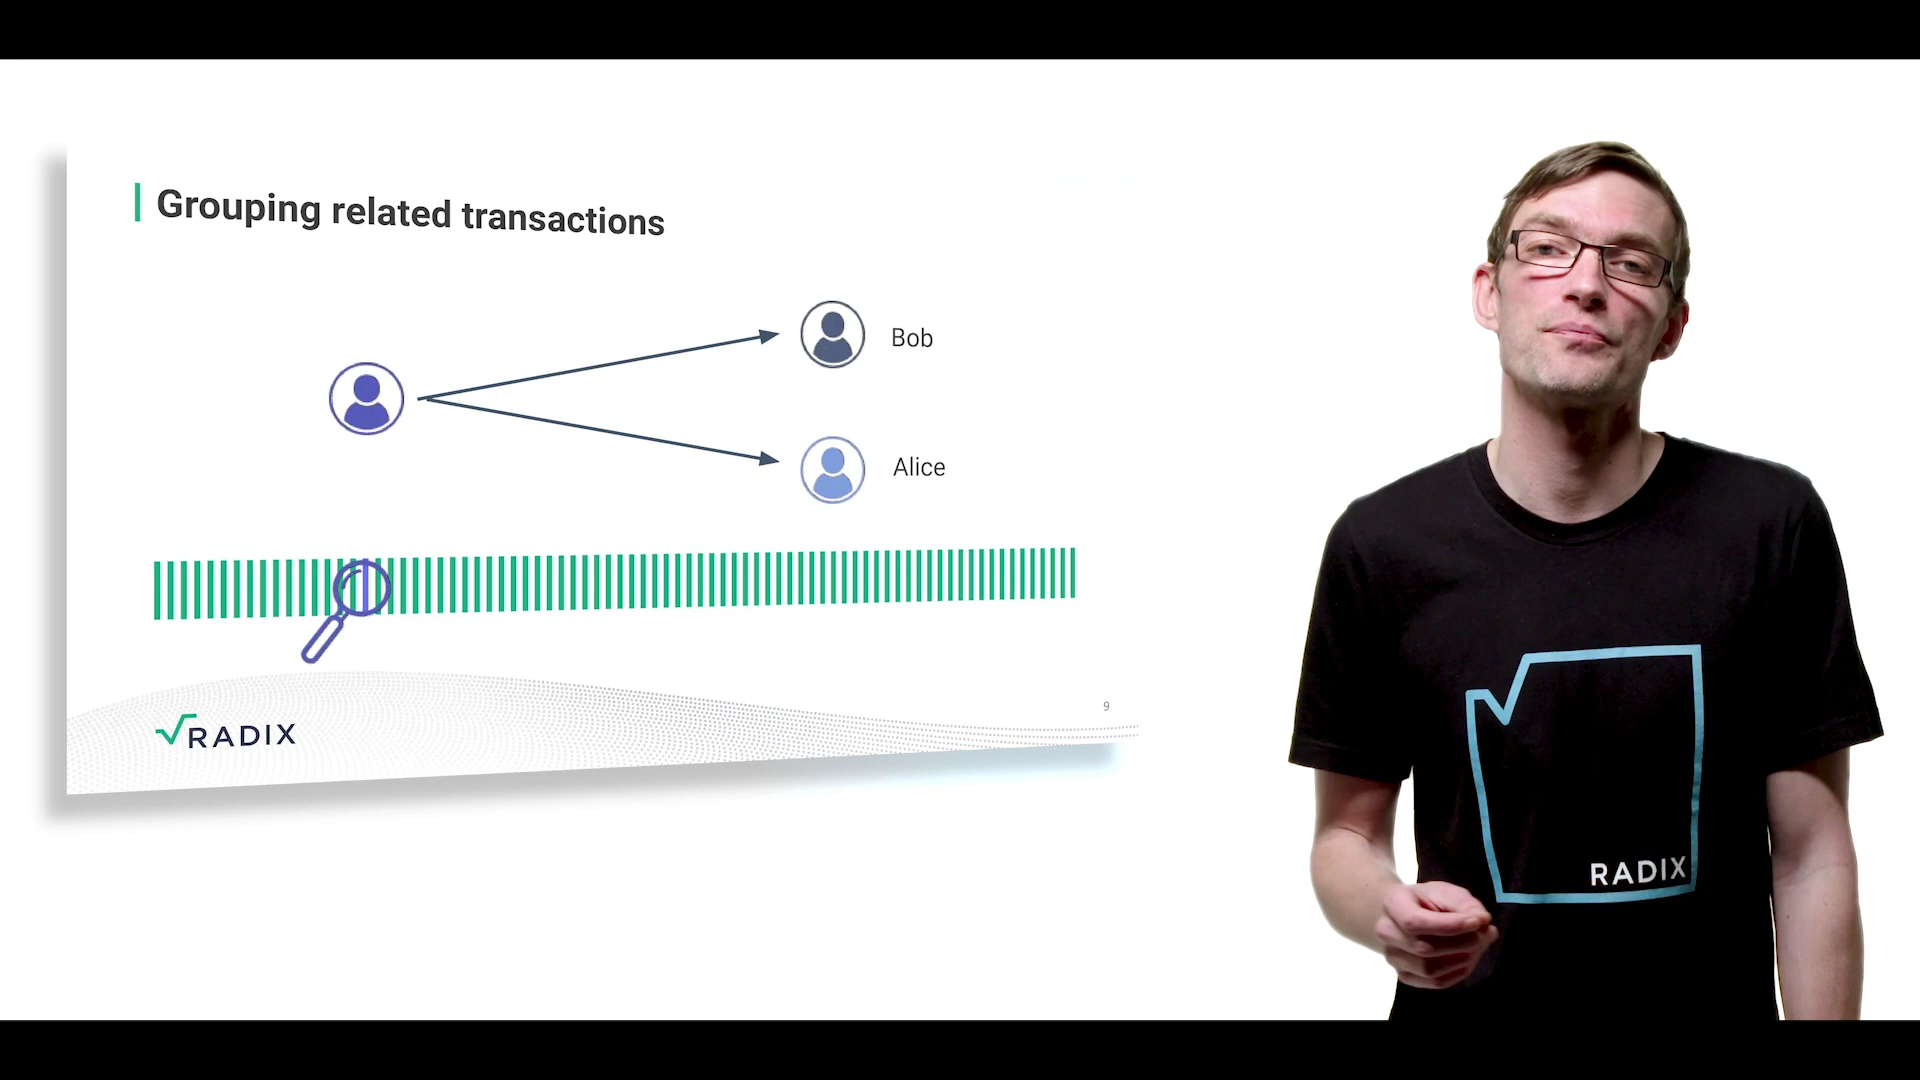 Grouping related transactions
Bob
Alice
9
RADIX
RADIX